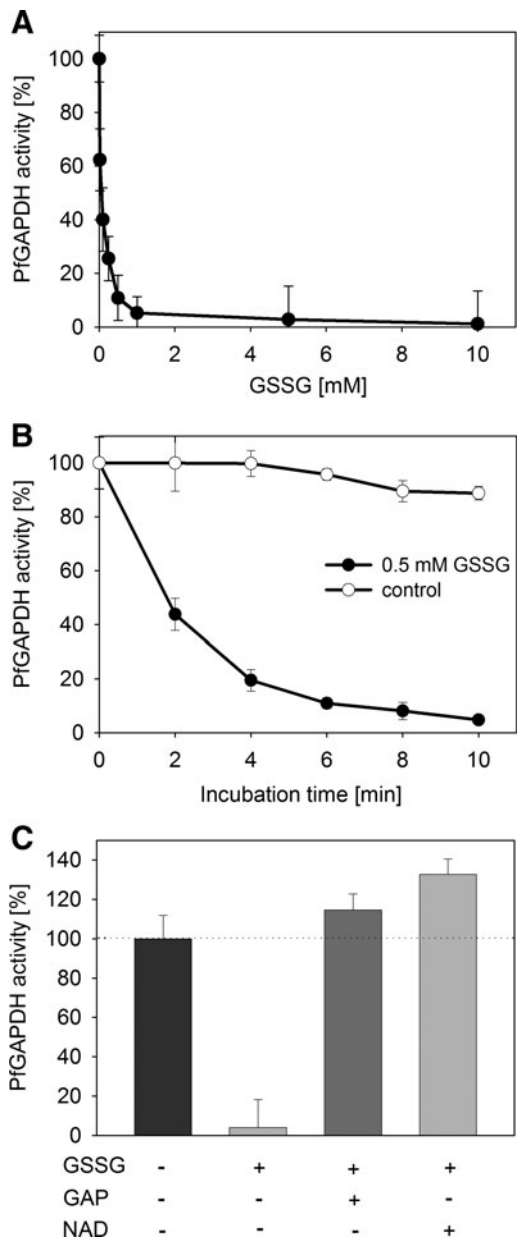 A
PfGAPDH activity [%]
100
80
60
40
20
0
0 2 4 6 8 10
GSSG [mM]
B
PfGAPDH activity [%]
100
80
60
40
20
0
0.5 mM GSSG
control
0 2 4 6 8 10
Incubation time [min]
C
PfGAPDH activity [%]
140
120
100
80
60
40
20
0
GSSG - + + +
GAP - - + -
NAD - - - +